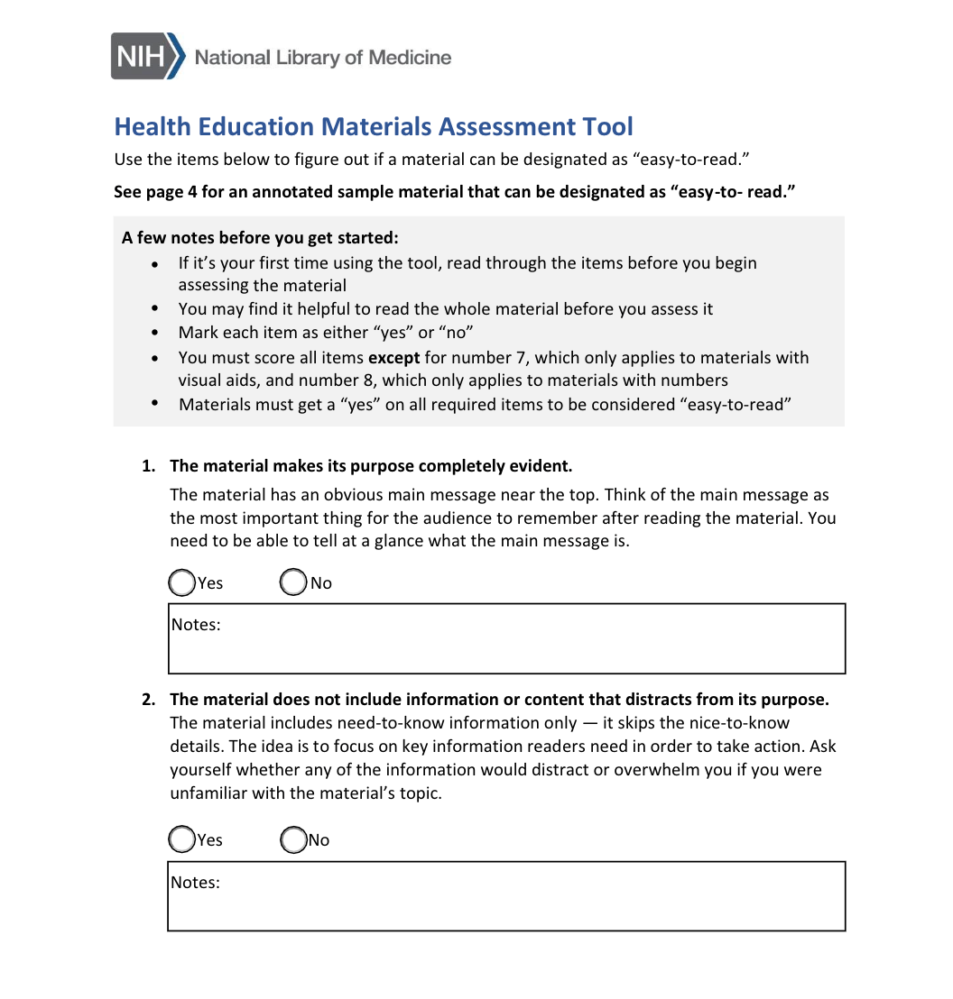 NIH National Library of Medicine
Health Education Materials Assessment Tool
Use the items below to figure out if a material can be designated as “easy-to-read.”
See page 4 for an annotated sample material that can be designated as “easy-to- read.”
A few notes before you get started:
• If it’s your first time using the tool, read through the items before you begin
assessing the material
• You may find it helpful to read the whole material before you assess it
• Mark each item as either “yes” or “no”
• You must score all items except for number 7, which only applies to materials with
visual aids, and number 8, which only applies to materials with numbers
• Materials must get a “yes” on all required items to be considered “easy-to-read”
1. The material makes its purpose completely evident.
The material has an obvious main message near the top. Think of the main message as
the most important thing for the audience to remember after reading the material. You
need to be able to tell at a glance what the main message is.
Yes No
Notes:
2. The material does not include information or content that distracts from its purpose.
The material includes need-to-know information only — it skips the nice-to-know
details. The idea is to focus on key information readers need in order to take action. Ask
yourself whether any of the information would distract or overwhelm you if you were
unfamiliar with the material’s topic.
Yes No
Notes: